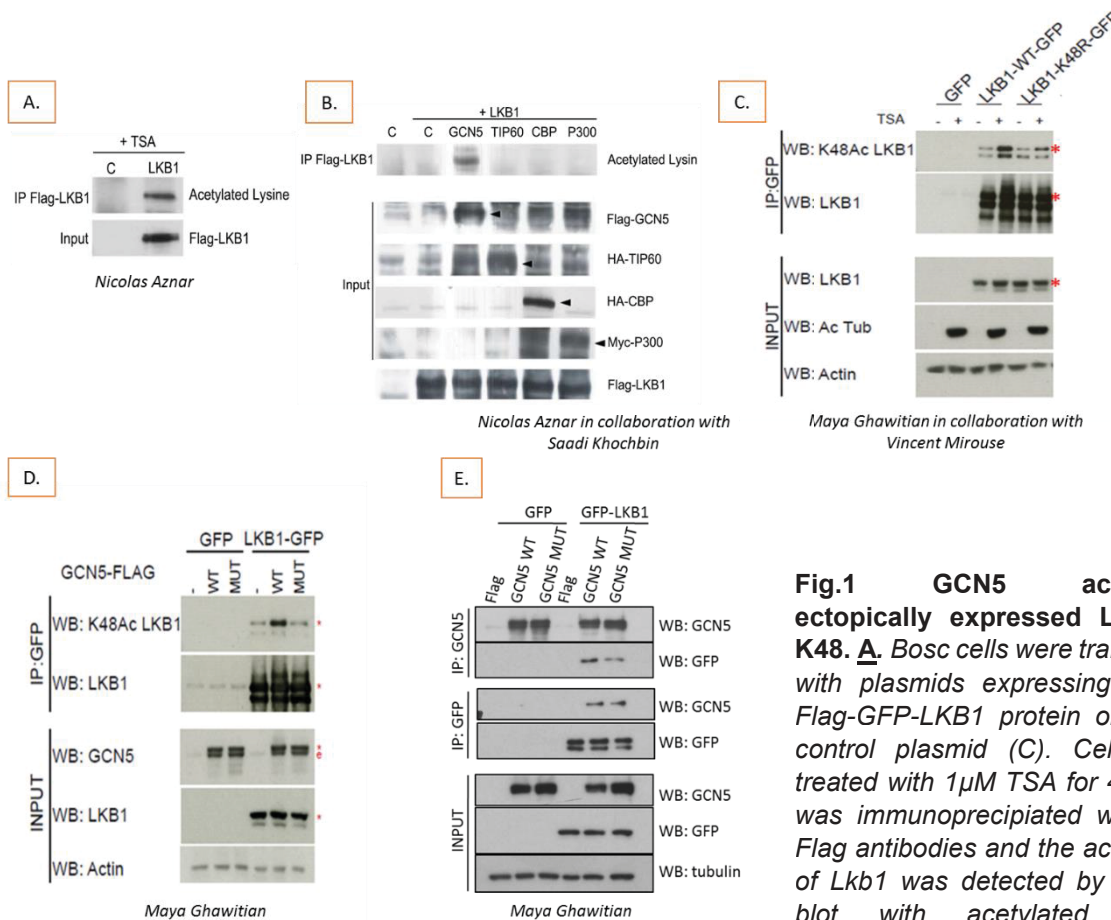 A.
+ TSA
C LKB1
IP Flag-LKB1 Acetylated Lysine
Input Flag-LKB1
Nicolas Aznar
B.
+ LKB1
C C GCN5 TIP60 CBP P300
IP Flag-LKB1 Acetylated Lysin
Input
Flag-GCN5
HA-TIP60
HA-CBP
Myc-P300
Flag-LKB1
Nicolas Aznar in collaboration with
Saadi Khochbin
C.
GFP LKB1-WT-GFP LKB1-K48R-GFP
TSA - + - + - +
IP:GFP
WB: K48Ac LKB1 *
WB: LKB1 *
INPUT
WB: LKB1 *
WB: Ac Tub
WB: Actin
Maya Ghawitian in collaboration with
Vincent Mirouse
D.
GFP LKB1-GFP
GCN5-FLAG - WT MUT - WT MUT
IP:GFP
WB: K48Ac LKB1 *
WB: LKB1 *
INPUT
WB: GCN5 *
e
WB: LKB1 *
WB: Actin
Maya Ghawitian
E.
GFP GFP-LKB1
Flag GCN5 WT GCN5 MUT Flag GCN5 WT GCN5 MUT
IP: GCN5
WB: GCN5
WB: GFP
IP: GFP
WB: GCN5
WB: GFP
INPUT
WB: GCN5
WB: GFP
WB: tubulin
Maya Ghawitian
Fig.1 GCN5
ectopically expressed
K48. A. Bosc cells were
with plasmids expressing
Flag-GFP-LKB1 protein
control plasmid (C).
treated with 1µM TSA for
was immunoprecipiated
Flag antibodies and the
of Lkb1 was detected by
blot with acetylated